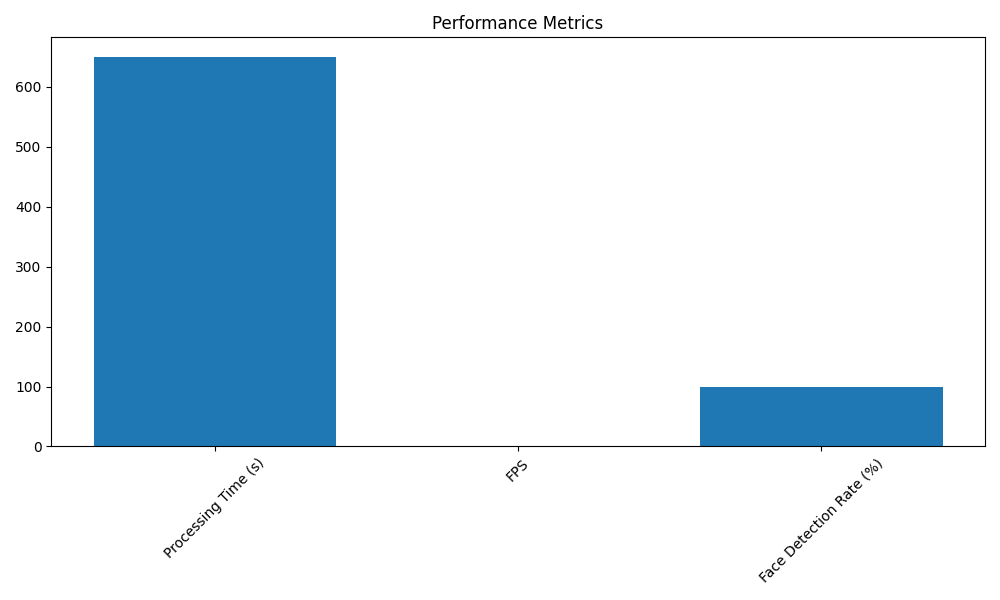 Performance Metrics
600
500
400
300
200
100
0
Processing Time (s)
FPS
Face Detection Rate (%)